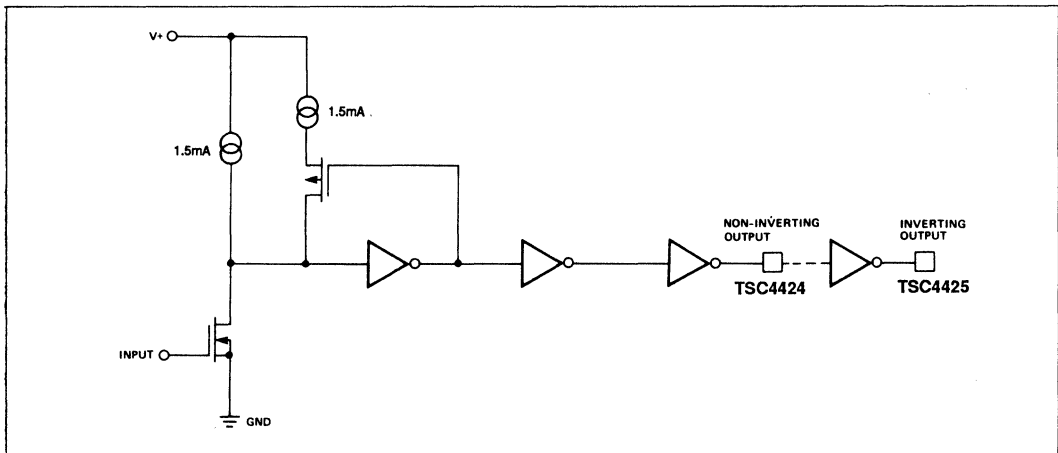 V+
1.5mA
1.5mA
NON-INVERTING
OUTPUT
INVERTING
OUTPUT
TSC4424
TSC4425
INPUT
GND